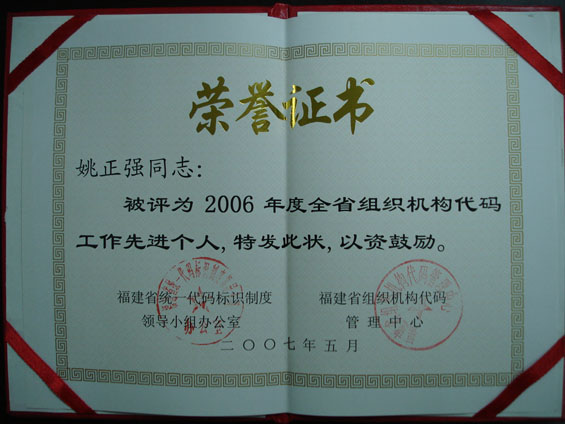 荣誉证书
姚正强同志:
被评为 2006 年度全省组织机构代码
工作先进个人, 特发此状, 以资鼓励。
福建省统一代码标识制度
领导小组办公室
福建省组织机构代码
管理中心
二〇〇七年五月
办公室